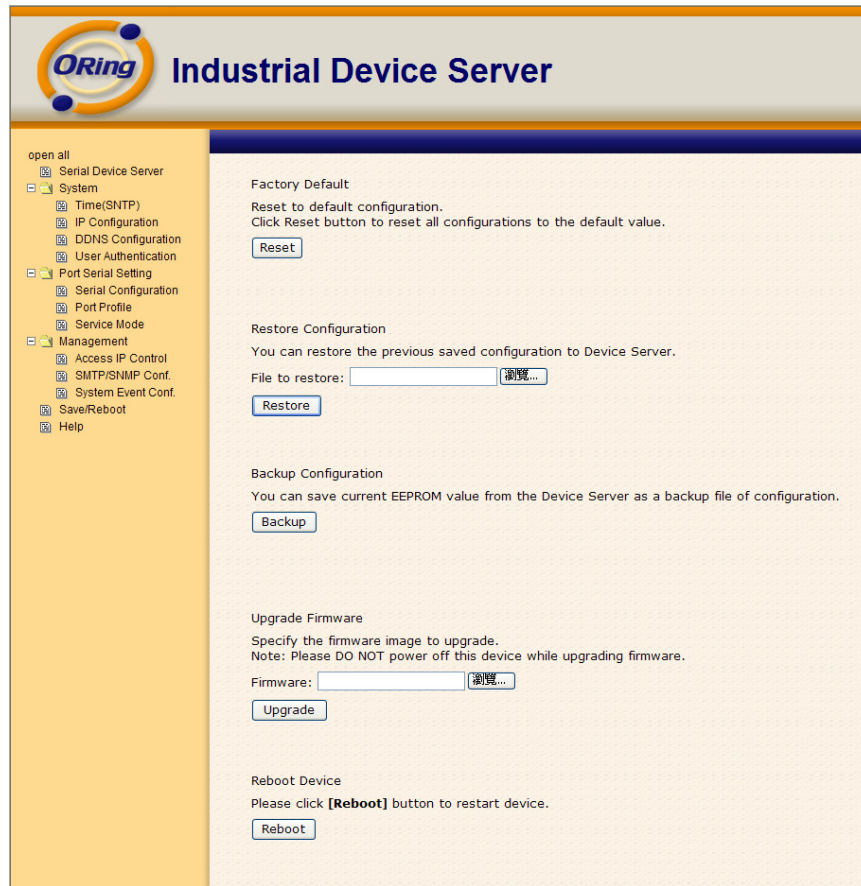 ORing
Industrial Device Server
open all
Serial Device Server
System
Time(SNTP)
IP Configuration
DDNS Configuration
User Authentication
Port Serial Setting
Serial Configuration
Port Profile
Service Mode
Management
Access IP Control
SMTP/SNMP Conf.
System Event Conf.
Save/Reboot
Help
Factory Default
Reset to default configuration.
Click Reset button to reset all configurations to the default value.
Reset
Restore Configuration
You can restore the previous saved configuration to Device Server.
File to restore: 瀏覽...
Restore
Backup Configuration
You can save current EEPROM value from the Device Server as a backup file of configuration.
Backup
Upgrade Firmware
Specify the firmware image to upgrade.
Note: Please DO NOT power off this device while upgrading firmware.
Firmware: 瀏覽...
Upgrade
Reboot Device
Please click [Reboot] button to restart device.
Reboot